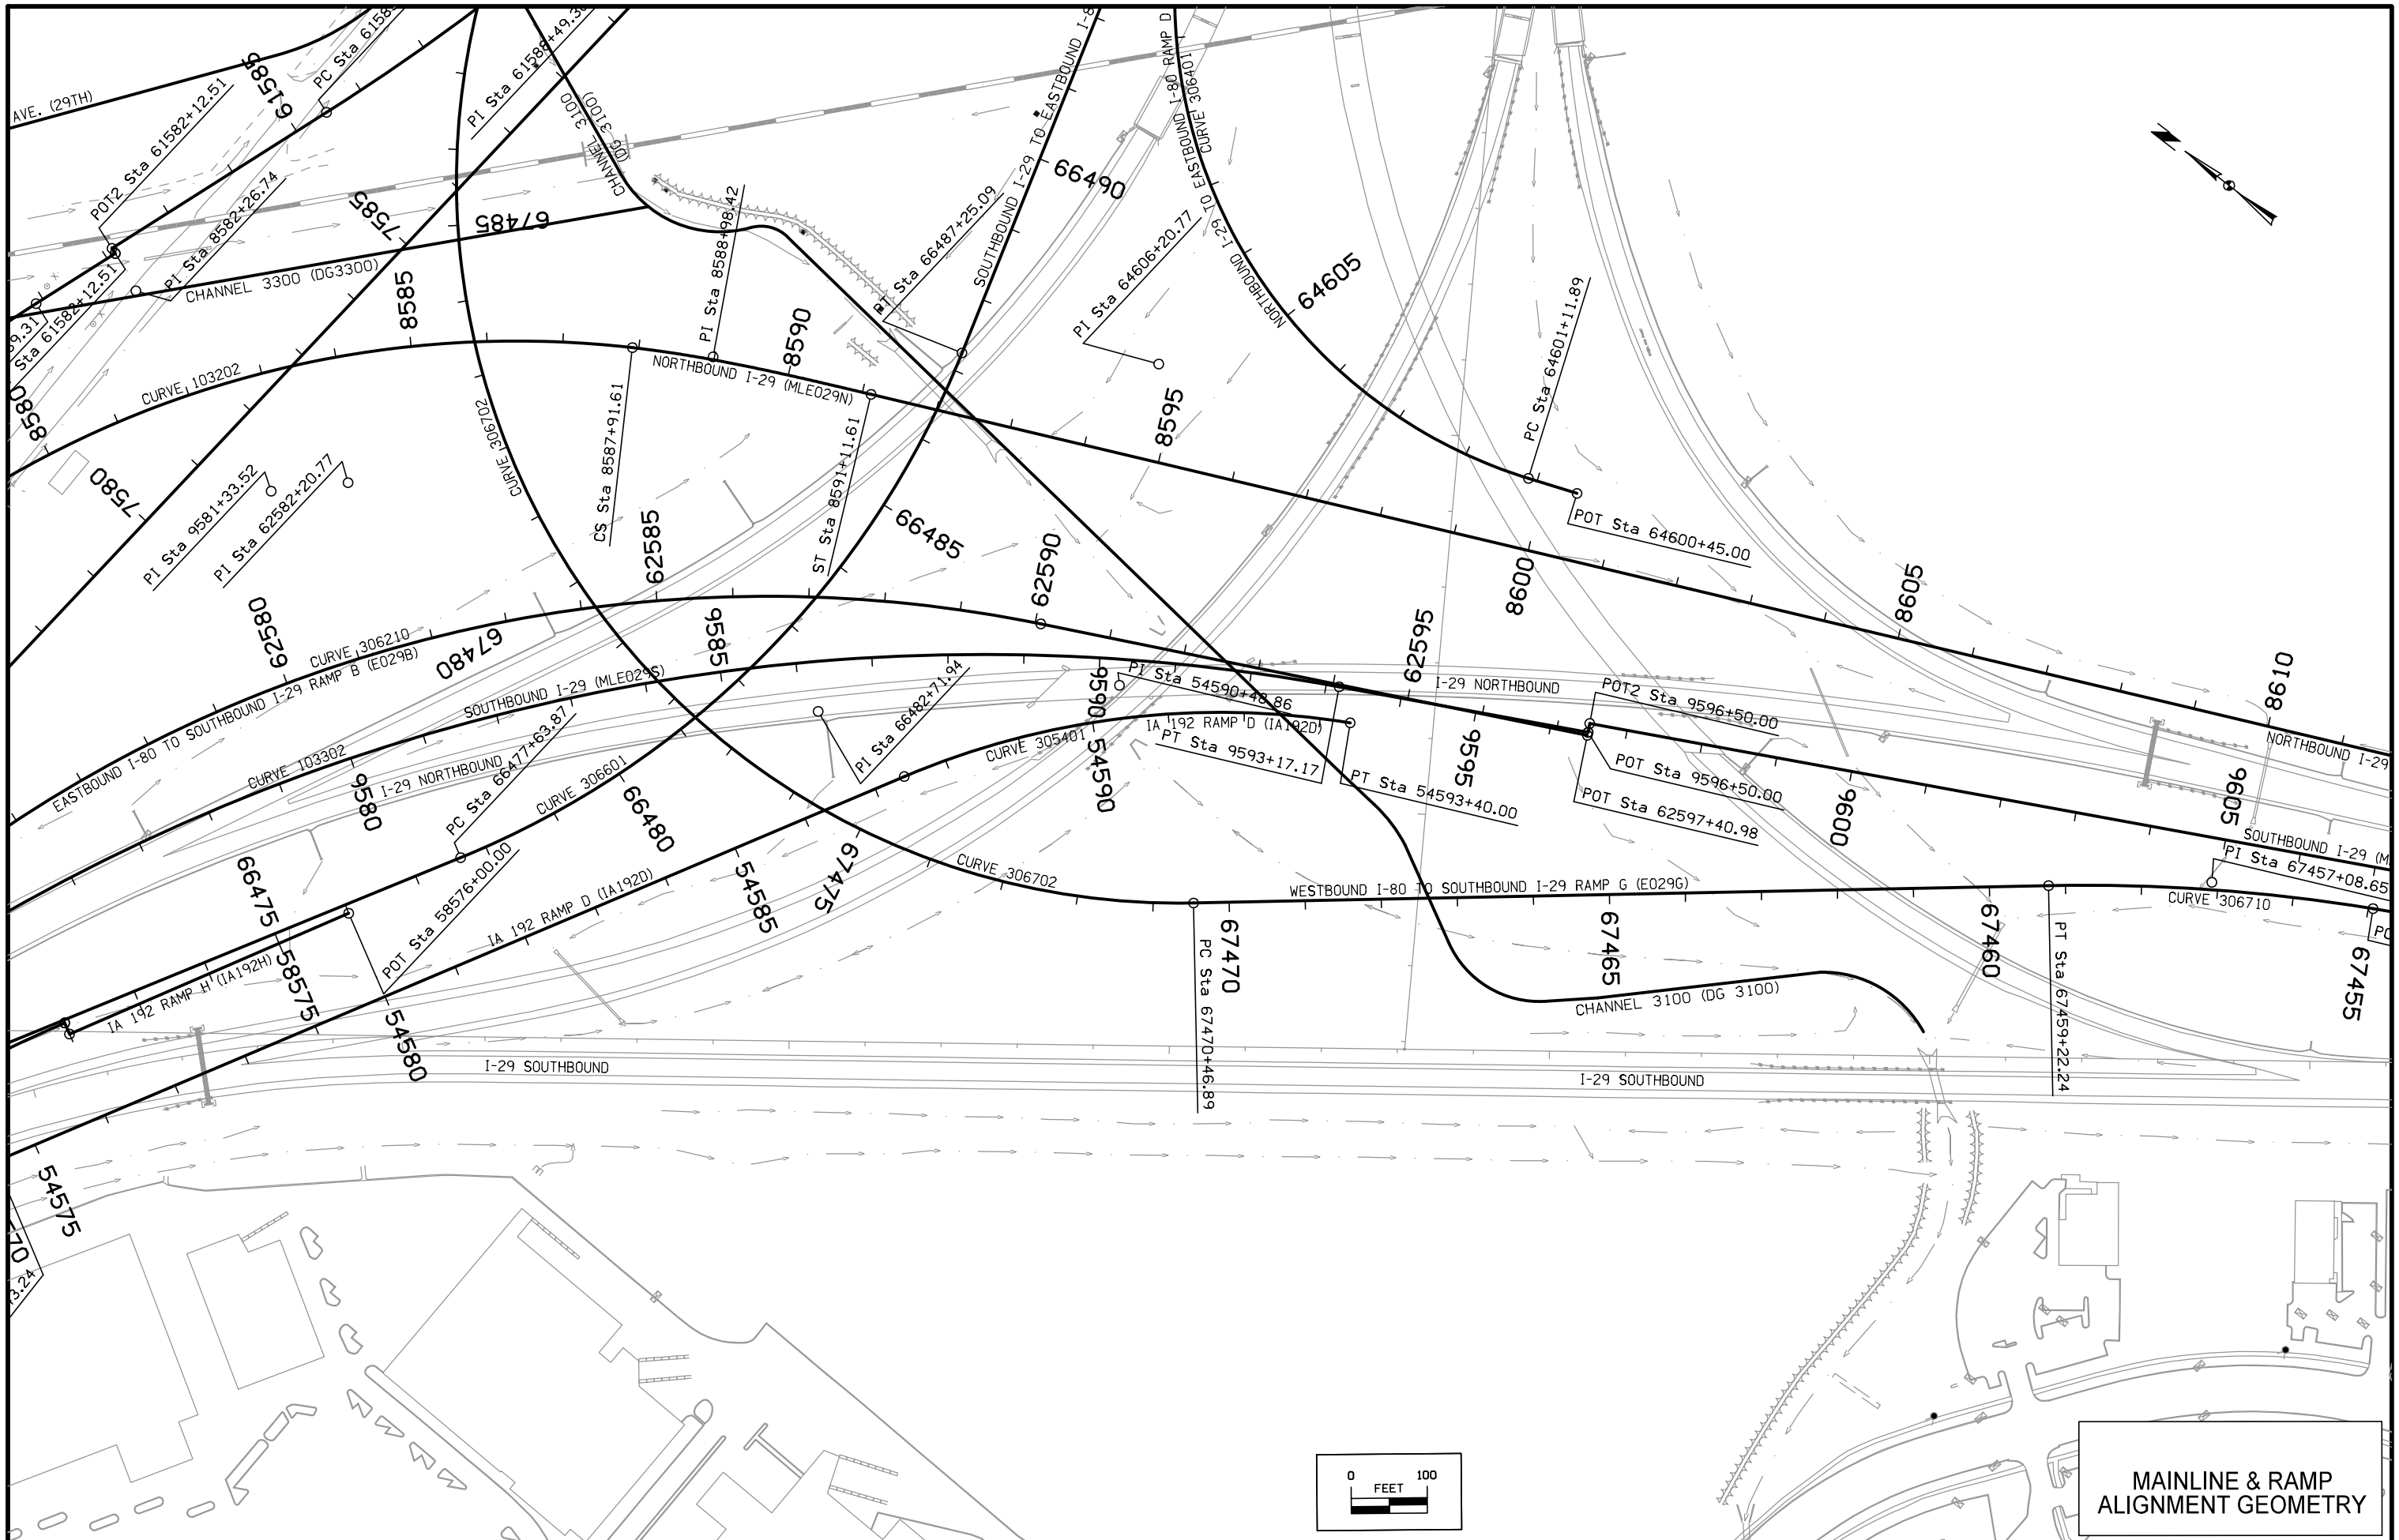 AVE. (29TH)
61585
PC Sta 6158
PI Sta 61588+49.3
POT2 Sta 61582+12.51
PI Sta 8582+26.74
Sta 61582+12.51
9.31
CHANNEL 3300 (DG3300)
7585
67485
CHANNEL 3100
(DG 3100)
PI Sta 8588+98.42
PT Sta 66487+25.09
SOUTHBOUND I-29 TO EASTBOUND I-8
66490
NORTHBOUND I-29 TO EASTBOUND I-80 RAMP D
CURVE 306401
PI Sta 64606+20.77
64605
PC Sta 64601+11.89
POT Sta 64600+45.00
8580
8585
8590
8595
8600
8605
8610
CURVE 103202
NORTHBOUND I-29 (MLE029N)
CURVE 306702
CS Sta 8587+91.61
ST Sta 8591+11.61
7580
PI Sta 9581+33.52
PI Sta 62582+20.77
66485
62580
62585
62590
62595
CURVE 306210
EASTBOUND I-80 TO SOUTHBOUND I-29 RAMP B (E029B)
67480
9585
SOUTHBOUND I-29 (MLE029S)
CURVE 103302
I-29 NORTHBOUND
9580
PC Sta 66477+63.87
CURVE 306601
PI Sta 66482+71.94
66480
9590
PI Sta 54590+48.86
I-29 NORTHBOUND
IA 192 RAMP D (IA192D)
CURVE 305401
PT Sta 9593+17.17
54590
PT Sta 54593+40.00
9595
POT2 Sta 9596+50.00
POT Sta 9596+50.00
POT Sta 62597+40.98
9600
9605
NORTHBOUND I-29
SOUTHBOUND I-29 (M
PI Sta 67457+08.65
66475
58575
POT Sta 58576+00.00
IA 192 RAMP D (IA192D)
54585
67475
CURVE 306702
WESTBOUND I-80 TO SOUTHBOUND I-29 RAMP G (E029G)
CURVE 306710
PO
IA 192 RAMP H (IA192H)
54580
PC Sta 67470+46.89
67470
67465
67460
PT Sta 67459+22.24
67455
CHANNEL 3100 (DG 3100)
I-29 SOUTHBOUND
I-29 SOUTHBOUND
54575
70
3.24
0 100
FEET
MAINLINE & RAMP
ALIGNMENT GEOMETRY